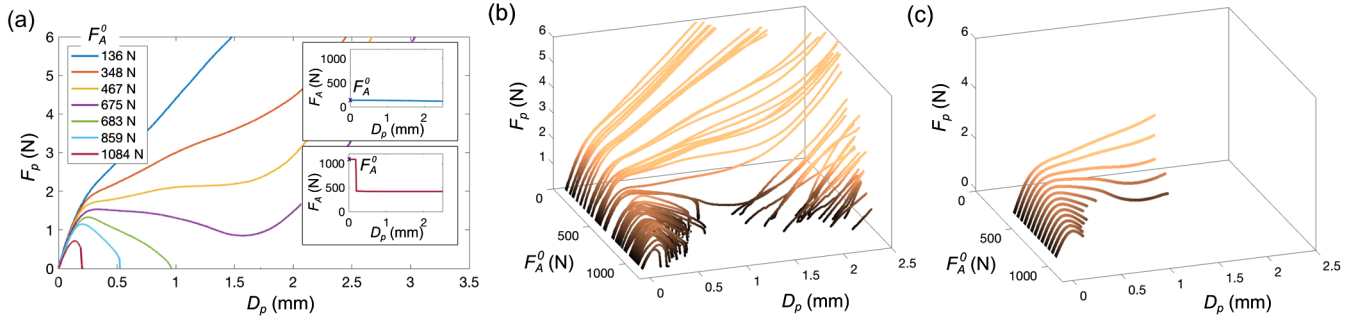 (a)
F_p (N)
6
5
4
3
2
1
0
F_A^0
136 N
348 N
467 N
675 N
683 N
859 N
1084 N
F_A (N)
1000
500
0
F_A^0
0
2
D_p (mm)
F_A (N)
1000
500
0
F_A^0
0
1
2
D_p (mm)
0
0.5
1
1.5
2
2.5
3
3.5
D_p (mm)
(b)
F_p (N)
6
5
4
3
2
1
0
0
500
1000
F_A^0 (N)
0
0.5
1
1.5
2
2.5
D_p (mm)
(c)
F_p (N)
6
4
2
0
0
500
1000
F_A^0 (N)
0
0.5
1
1.5
2
2.5
D_p (mm)